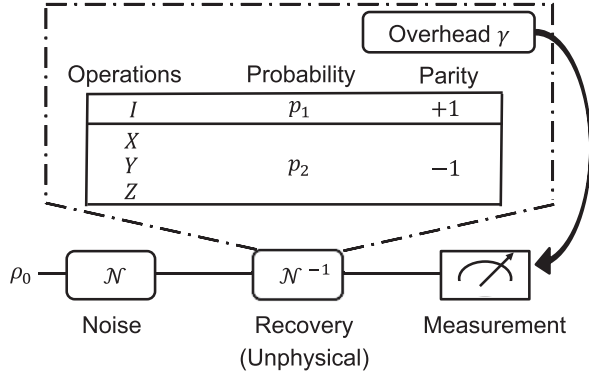 Overhead γ
Operations Probability Parity
I p₁ +1
X
Y p₂ −1
Z
ρ₀ 𝒩 𝒩⁻¹
Noise Recovery Measurement
(Unphysical)